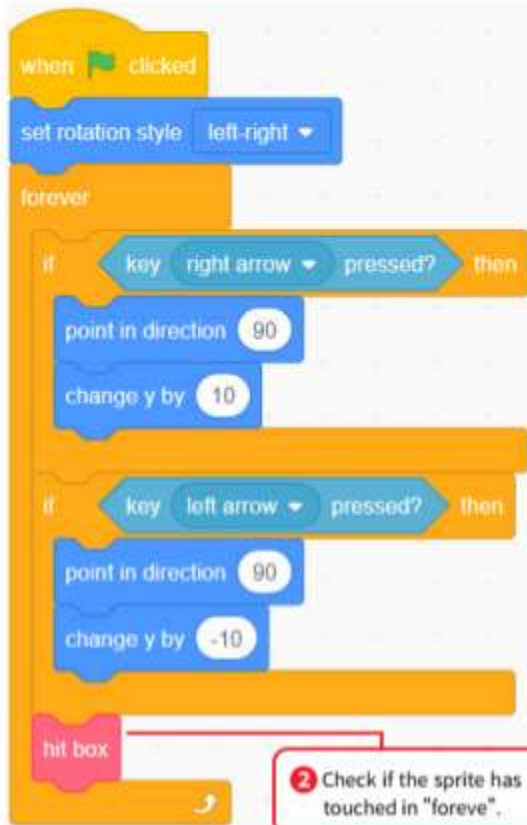 when clicked
set rotation style left-right
forever
if key right arrow pressed? then
point in direction 90
change y by 10
if key left arrow pressed? then
point in direction 90
change y by -10
hit box
2 Check if the sprite has
touched in "foreve".